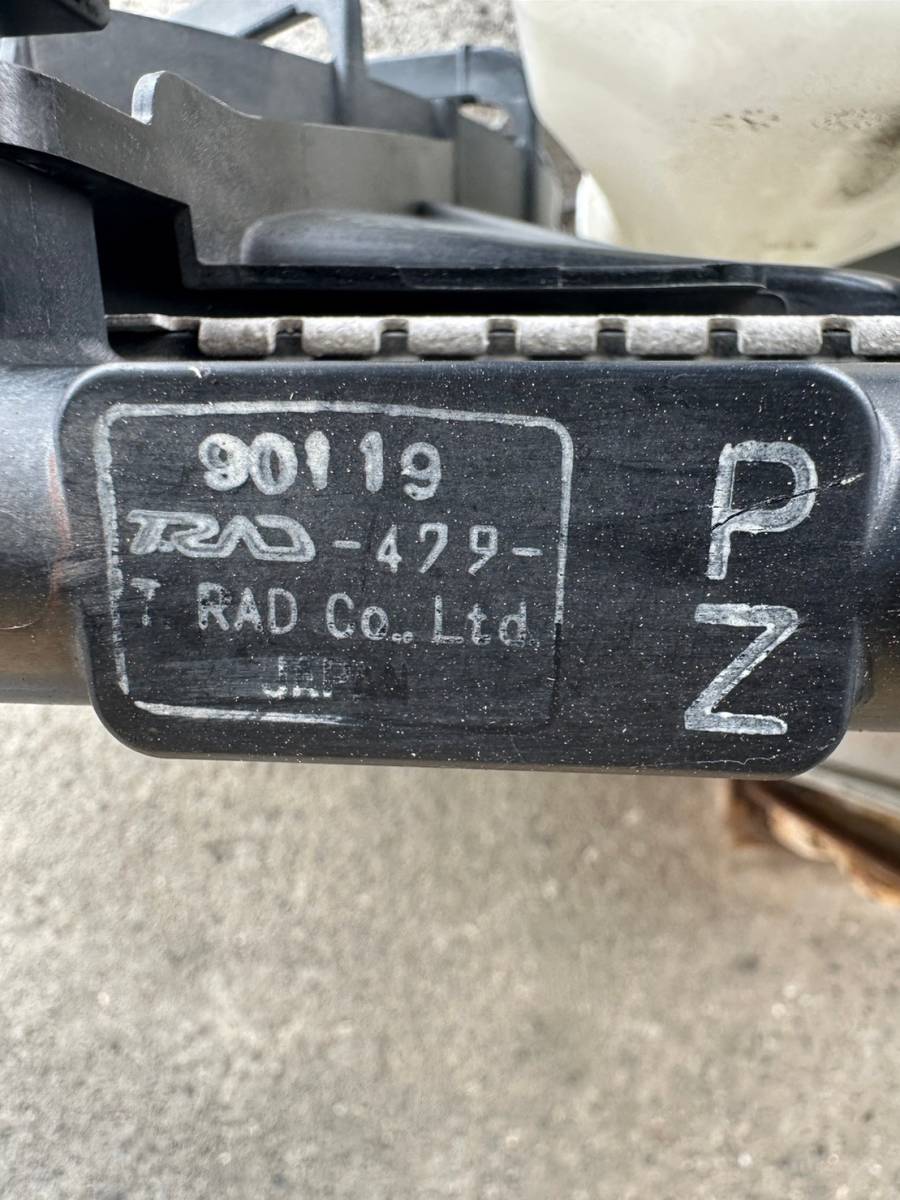 90119
T.RAD -479-
T. RAD Co., Ltd.
JAPAN
P
Z